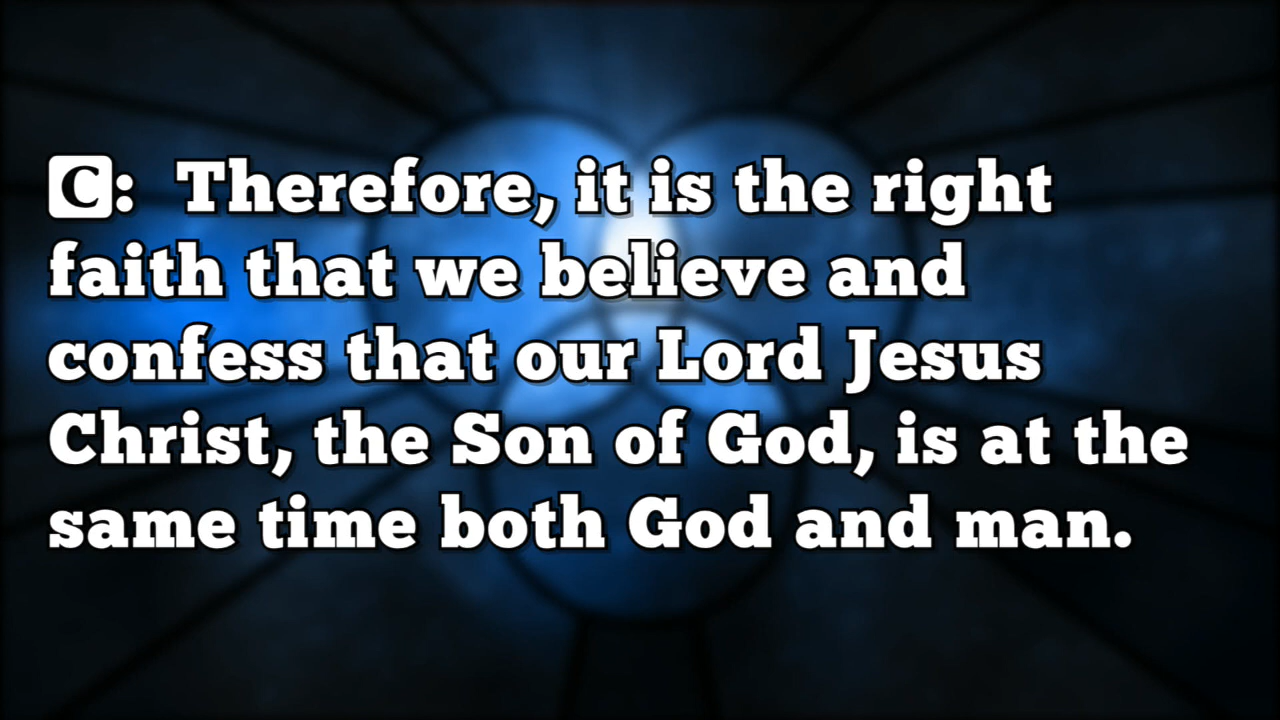 C: Therefore, it is the right
faith that we believe and
confess that our Lord Jesus
Christ, the Son of God, is at the
same time both God and man.